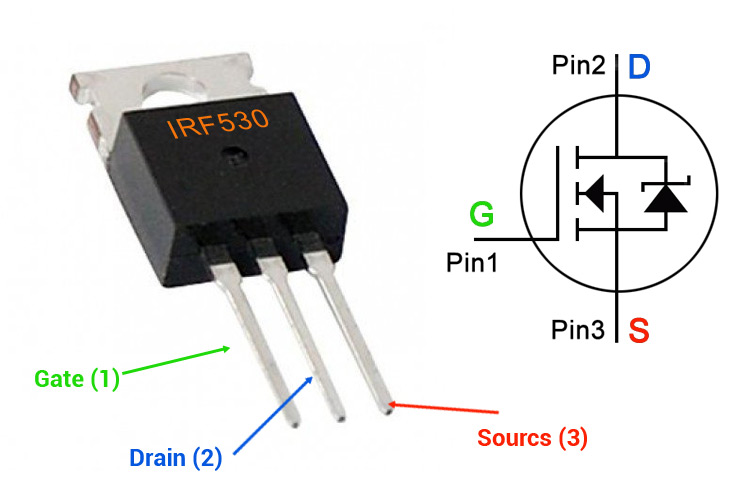 IRF530
Gate (1)
Drain (2)
Sourcs (3)
Pin2 D
G
Pin1
Pin3 S